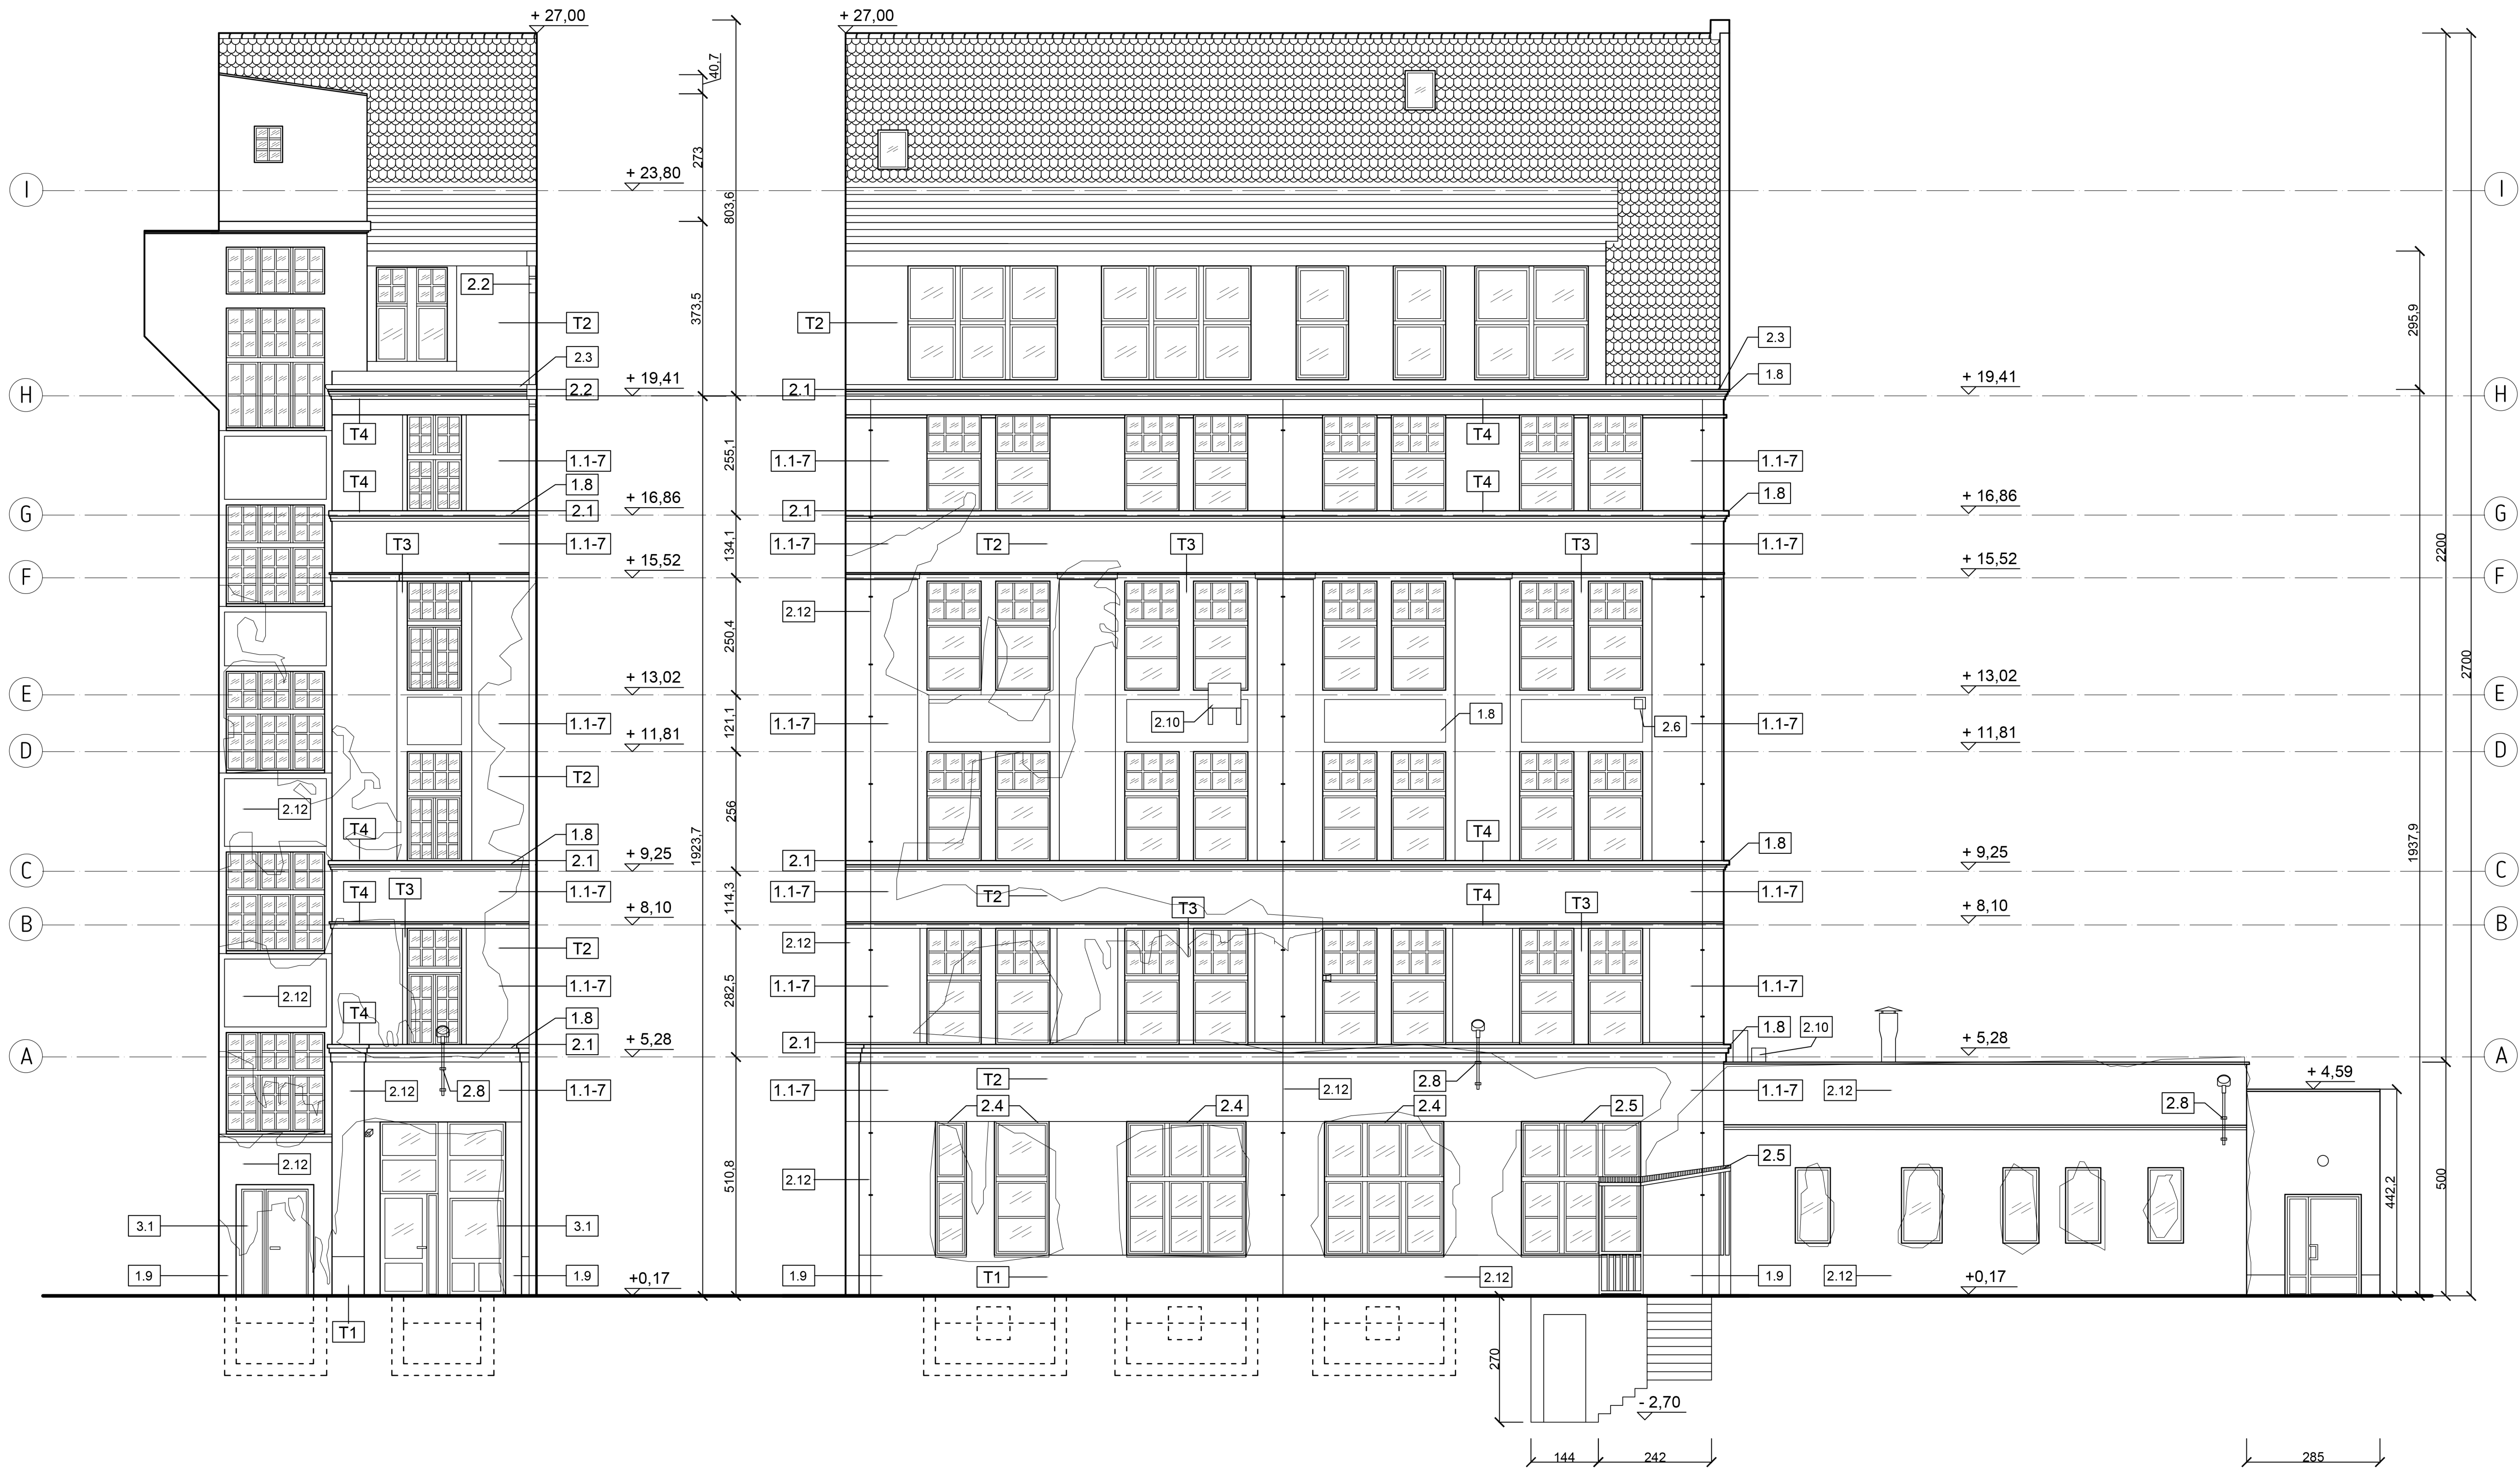 + 27,00
+ 27,00
40,7
273
803,6
I
+ 23,80
I
2.2
373,5
T2
T2
295,9
2.3
2.3
H
2.2
+ 19,41
2.1
1.8
+ 19,41
H
T4
T4
1.1-7
255,1
1.1-7
1.1-7
T4
1.8
T4
1.8
G
2.1
+ 16,86
2.1
+ 16,86
G
T3
1.1-7
134,1
1.1-7
T2
T3
T3
1.1-7
2200
F
+ 15,52
+ 15,52
F
2.12
250,4
2700
E
+ 13,02
+ 13,02
E
1.1-7
121,1
1.1-7
2.10
1.8
2.6
1.1-7
D
+ 11,81
+ 11,81
D
T2
2.12
256
T4
1.8
T4
1.8
1923,7
1937,9
C
2.1
+ 9,25
2.1
+ 9,25
C
T4
T3
1.1-7
114,3
1.1-7
T2
T3
T4
T3
1.1-7
B
+ 8,10
+ 8,10
B
T2
2.12
2.12
1.1-7
282,5
1.1-7
1.1-7
T4
1.8
1.8
2.10
A
2.1
+ 5,28
2.1
+ 5,28
A
2.12
2.8
1.1-7
1.1-7
T2
2.12
2.8
1.1-7
2.12
+ 4,59
2.8
2.4
2.4
2.4
2.5
2.12
510,8
2.12
2.5
500
442,2
3.1
3.1
1.9
1.9
+0,17
1.9
T1
2.12
1.9
2.12
+0,17
T1
270
- 2,70
144
242
285